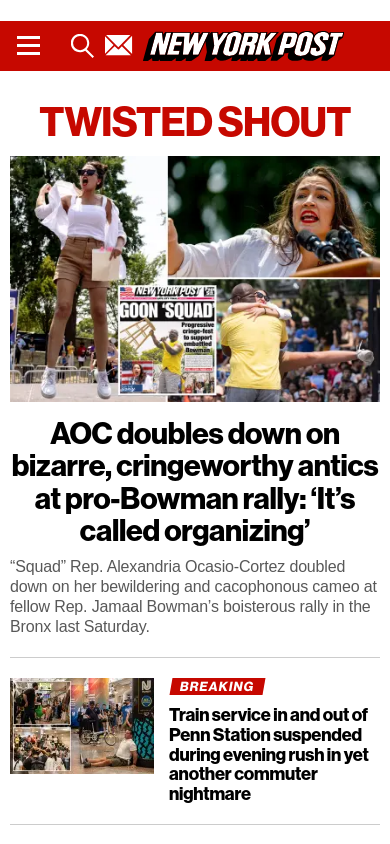 NEW YORK POST
TWISTED SHOUT
NEW YORK POST
GOON ‘SQUAD’
Progressive
cringe-fest
to support
embattled
Bowman
AOC doubles down on
bizarre, cringeworthy antics
at pro-Bowman rally: ‘It’s
called organizing’
“Squad” Rep. Alexandria Ocasio-Cortez doubled
down on her bewildering and cacophonous cameo at
fellow Rep. Jamaal Bowman’s boisterous rally in the
Bronx last Saturday.
BREAKING
Train service in and out of
Penn Station suspended
during evening rush in yet
another commuter
nightmare